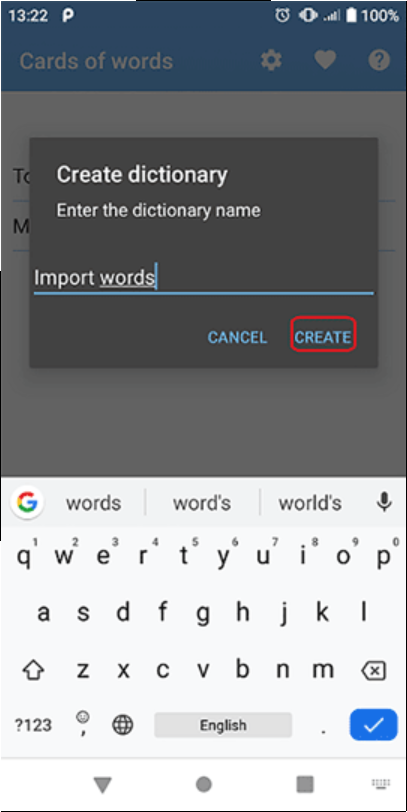 13:22 P 100%
Cards of words
To
Create dictionary
Enter the dictionary name
M
Import words
CANCEL CREATE
G words word's world's
q1 w2 e3 r4 t5 y6 u7 i8 o9 p0
a s d f g h j k l
z x c v b n m
?123 , English .